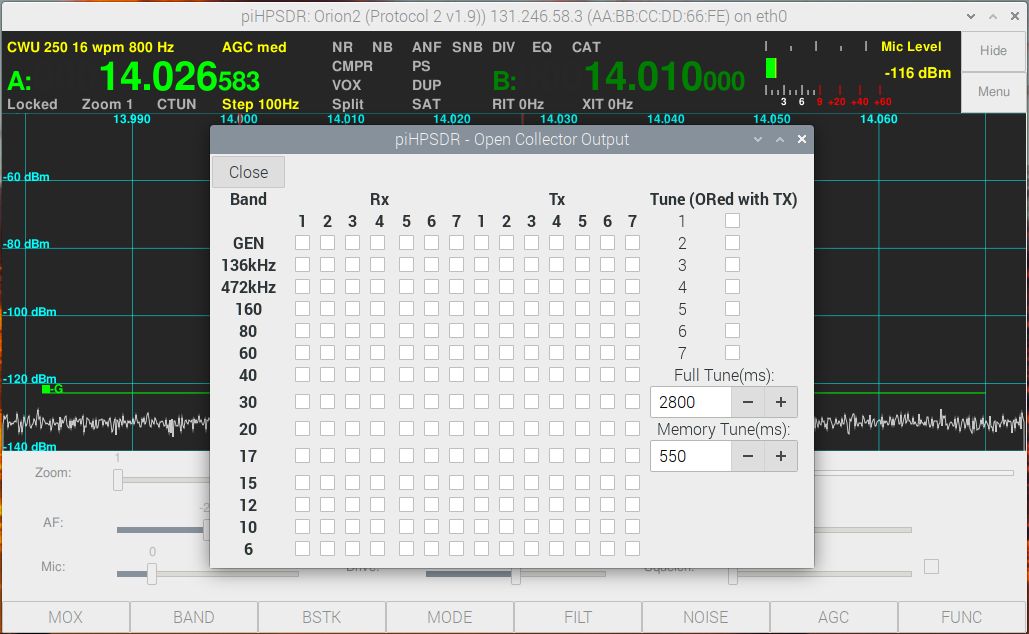 piHPSDR: Orion2 (Protocol 2 v1.9)) 131.246.58.3 (AA:BB:CC:DD:66:FE) on eth0
CWU 250 16 wpm 800 Hz AGC med NR NB ANF SNB DIV EQ CAT Mic Level Hide
CMPR PS
A: 14.026583 VOX DUP B: 14.010000 -116 dBm Menu
Locked Zoom 1 CTUN Step 100Hz Split SAT RIT 0Hz XIT 0Hz 3 6 9 +20 +40 +60
13.990 14.000 14.010 14.020 14.030 14.040 14.050 14.060
piHPSDR - Open Collector Output
Close
Band Rx Tx Tune (ORed with TX)
1 2 3 4 5 6 7 1 2 3 4 5 6 7 1
GEN 2
136kHz 3
472kHz 4
160 5
80 6
60 7
40 Full Tune(ms):
30 2800 − +
20 Memory Tune(ms):
17 550 − +
15
12
10
6
-60 dBm
-80 dBm
-100 dBm
-120 dBm
-G
-140 dBm
1
Zoom:
-2
AF:
0
Mic: Drive: Squelch:
MOX BAND BSTK MODE FILT NOISE AGC FUNC